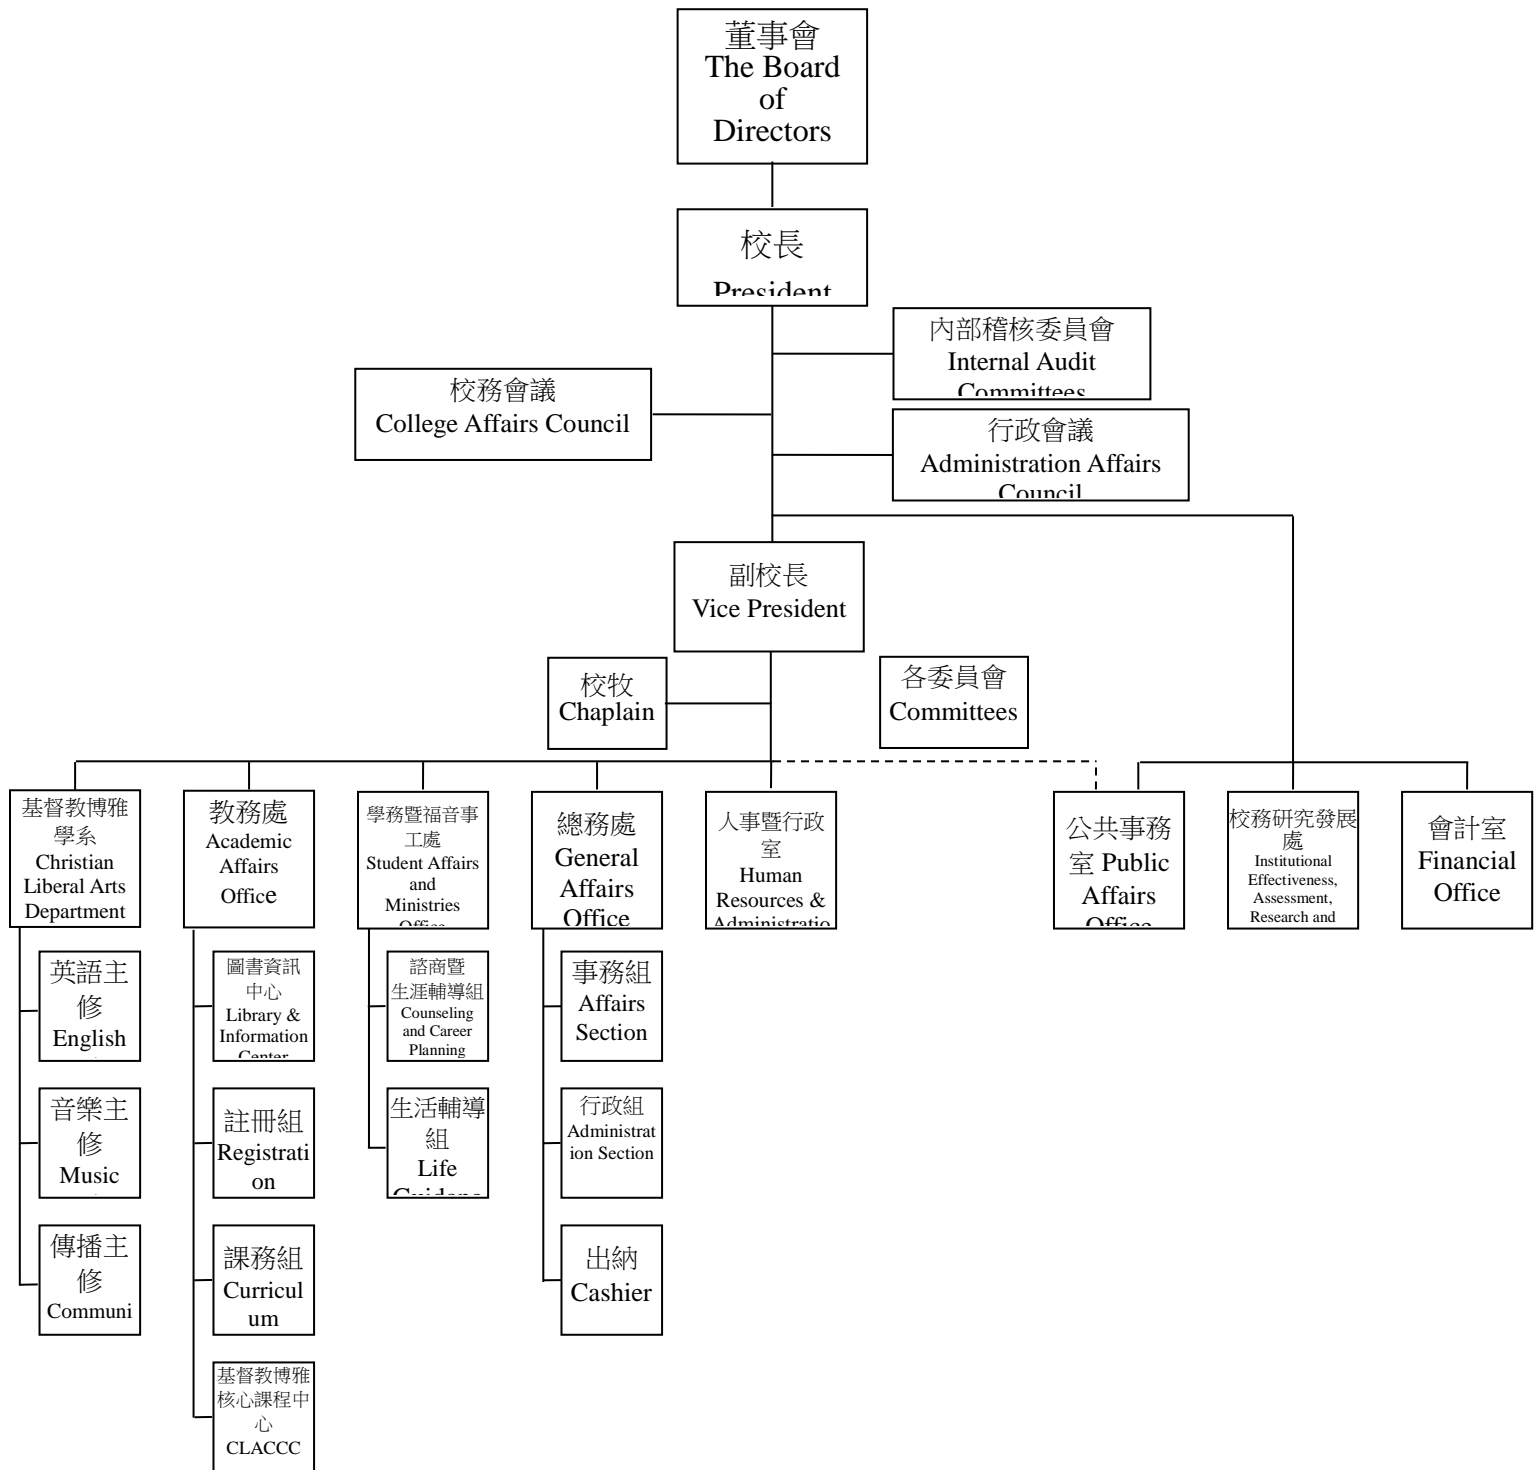 董事會
The Board
of
Directors
校長
President
內部稽核委員會
Internal Audit
Committees
校務會議
College Affairs Council
行政會議
Administration Affairs
Council
副校長
Vice President
校牧
Chaplain
各委員會
Committees
基督教博雅
學系
Christian
Liberal Arts
Department
教務處
Academic
Affairs
Office
學務暨福音事
工處
Student Affairs
and
Ministries
Office
總務處
General
Affairs
Office
人事暨行政
室
Human
Resources &
Administratio
公共事務
室 Public
Affairs
Office
校務研究發展
處
Institutional
Effectiveness,
Assessment,
Research and
會計室
Financial
Office
英語主
修
English
圖書資訊
中心
Library &
Information
Center
諮商暨
生涯輔導組
Counseling
and Career
Planning
事務組
Affairs
Section
音樂主
修
Music
註冊組
Registrati
on
生活輔導
組
Life
Guidanc
行政組
Administrat
ion Section
傳播主
修
Communi
課務組
Curricul
um
出納
Cashier
基督教博雅
核心課程中
心
CLACCC